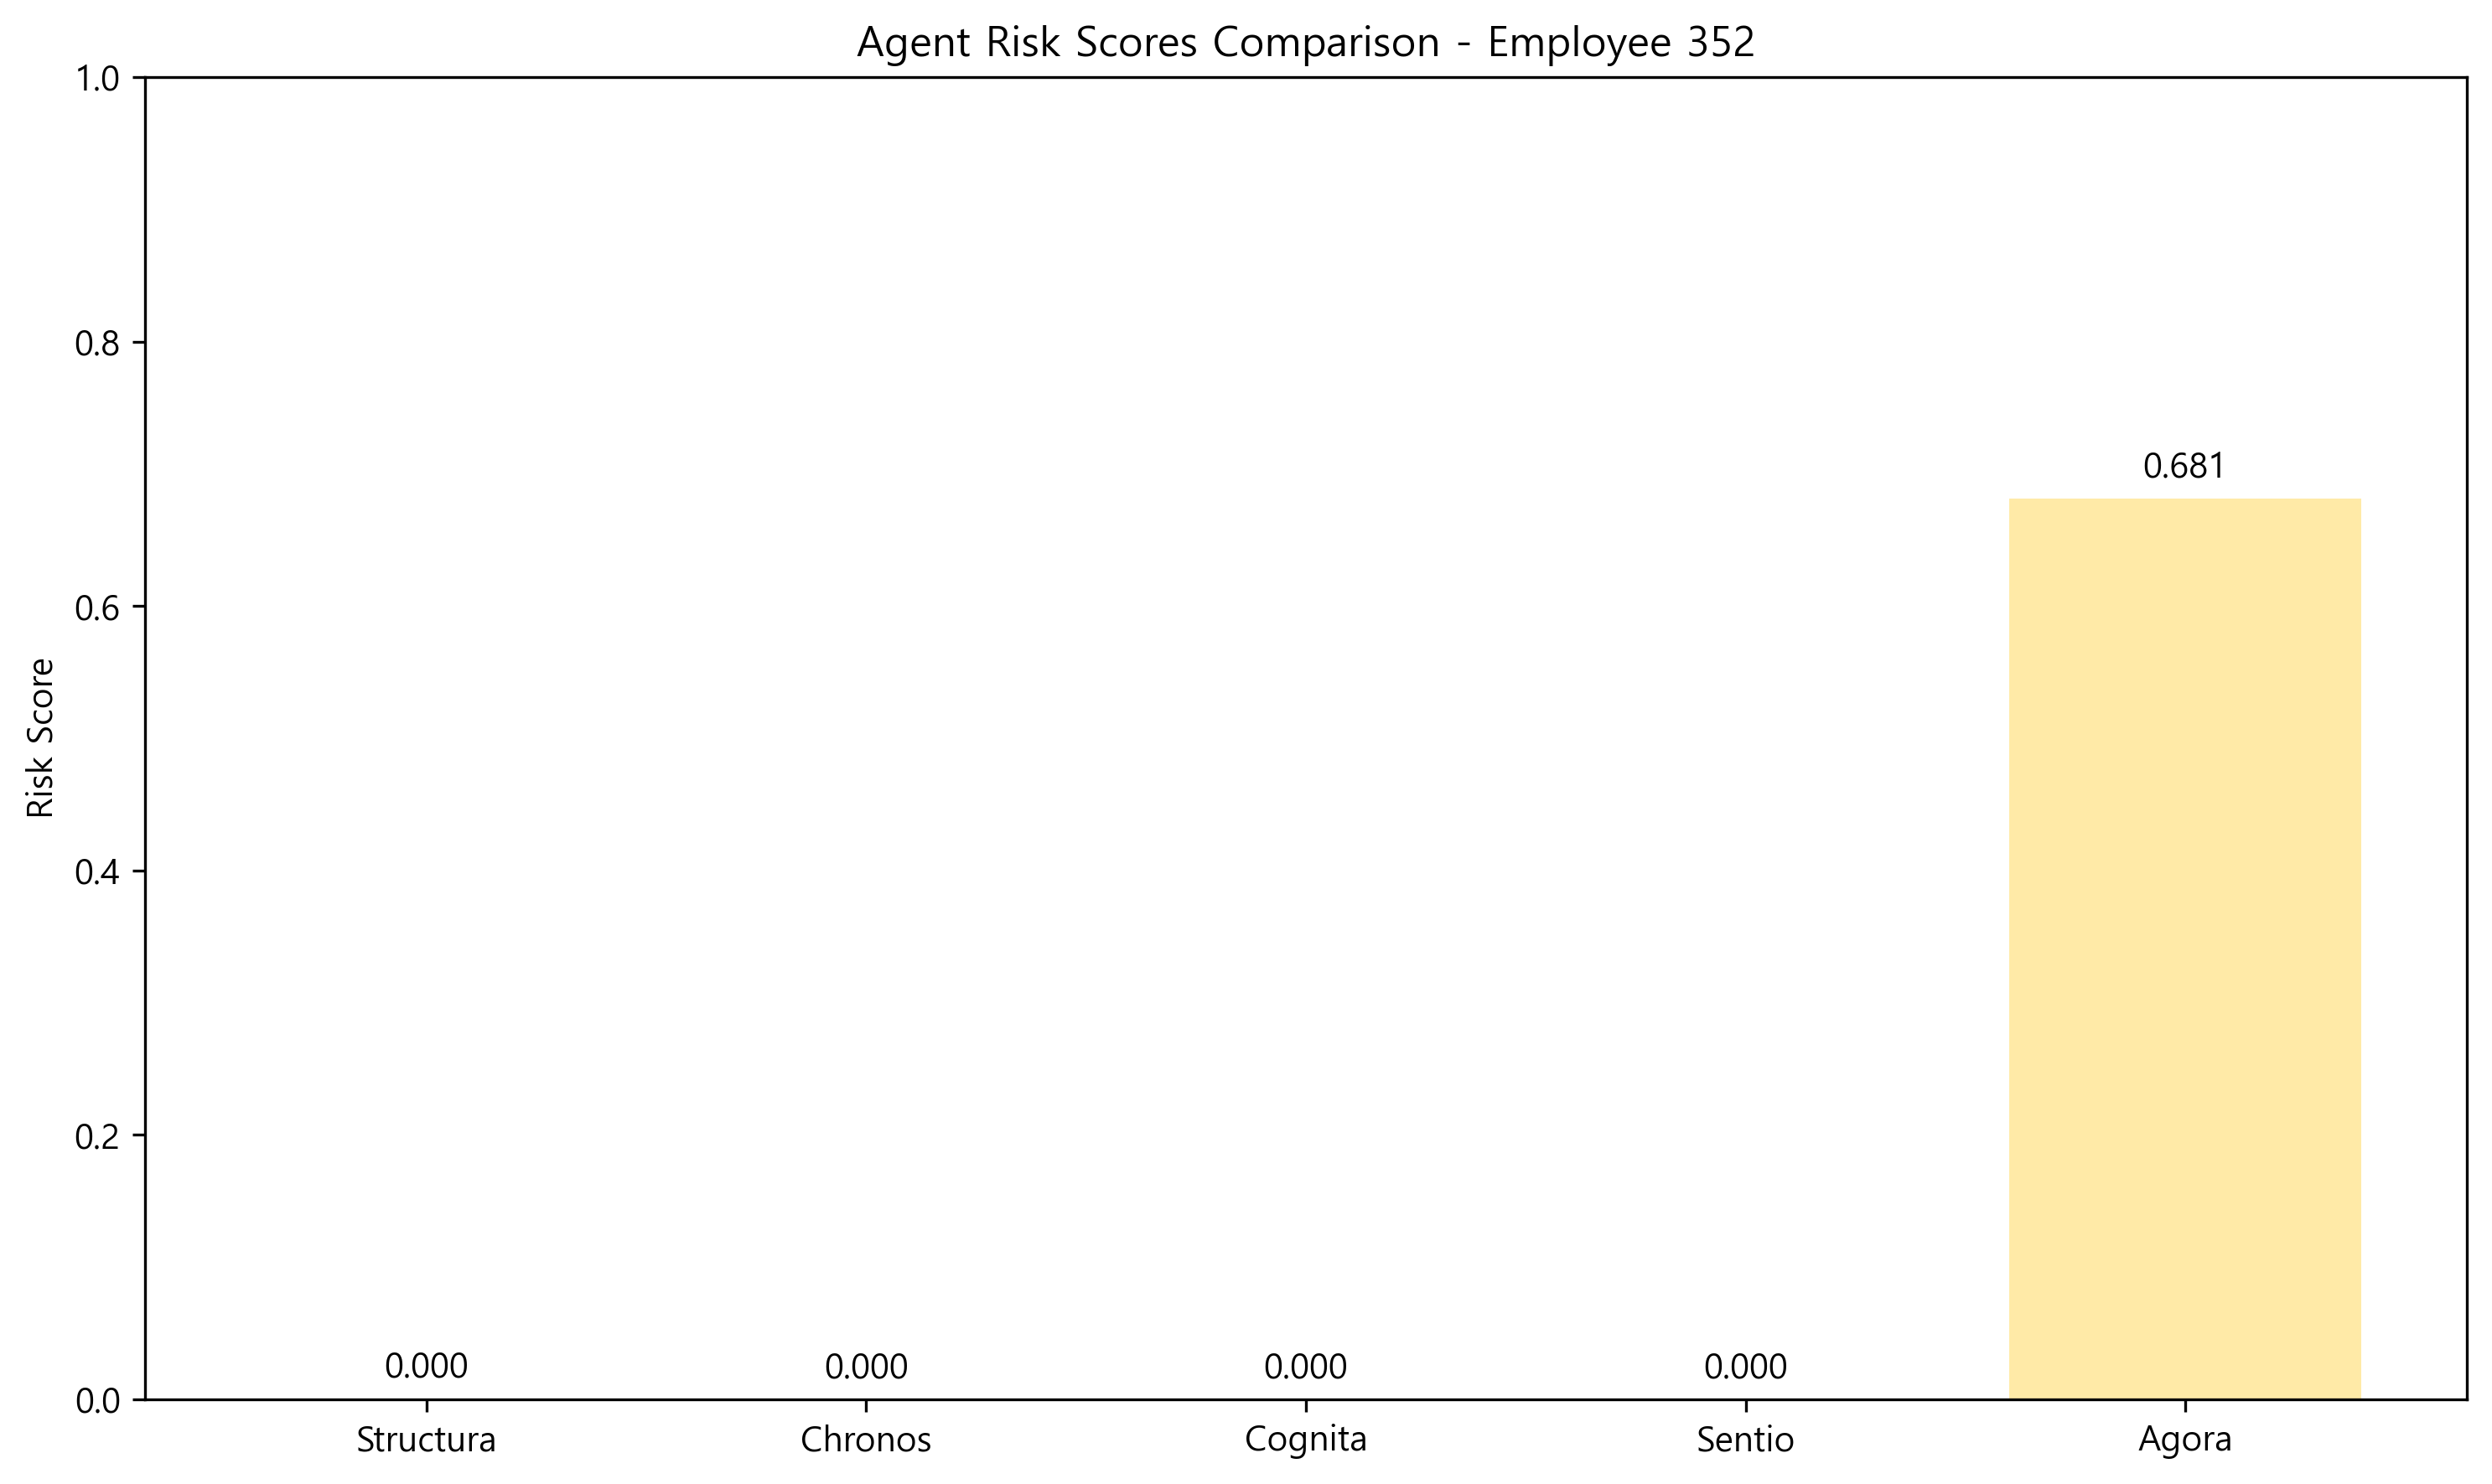 Agent Risk Scores Comparison - Employee 352
1.0
0.8
0.6
0.4
0.2
0.0
Risk Score
0.681
0.000
0.000
0.000
0.000
Structura
Chronos
Cognita
Sentio
Agora